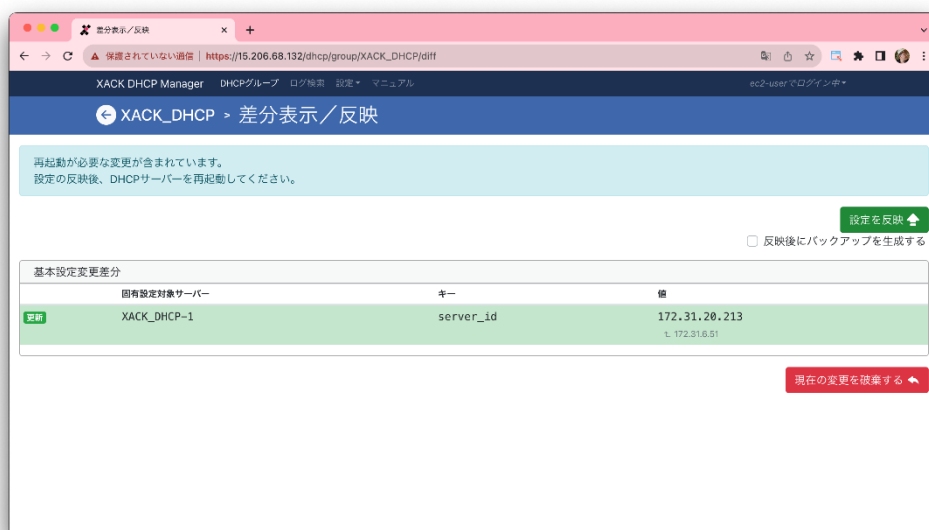 差分表示／反映
保護されていない通信 | https://15.206.68.132/dhcp/group/XACK_DHCP/diff
XACK DHCP Manager DHCPグループ ログ検索 設定 マニュアル ec2-userでログイン中
XACK_DHCP > 差分表示／反映
再起動が必要な変更が含まれています。
設定の反映後、DHCPサーバーを再起動してください。
設定を反映
反映後にバックアップを生成する
基本設定変更差分
固有設定対象サーバー キー 値
更新 XACK_DHCP-1 server_id 172.31.20.213
172.31.6.51
現在の変更を破棄する